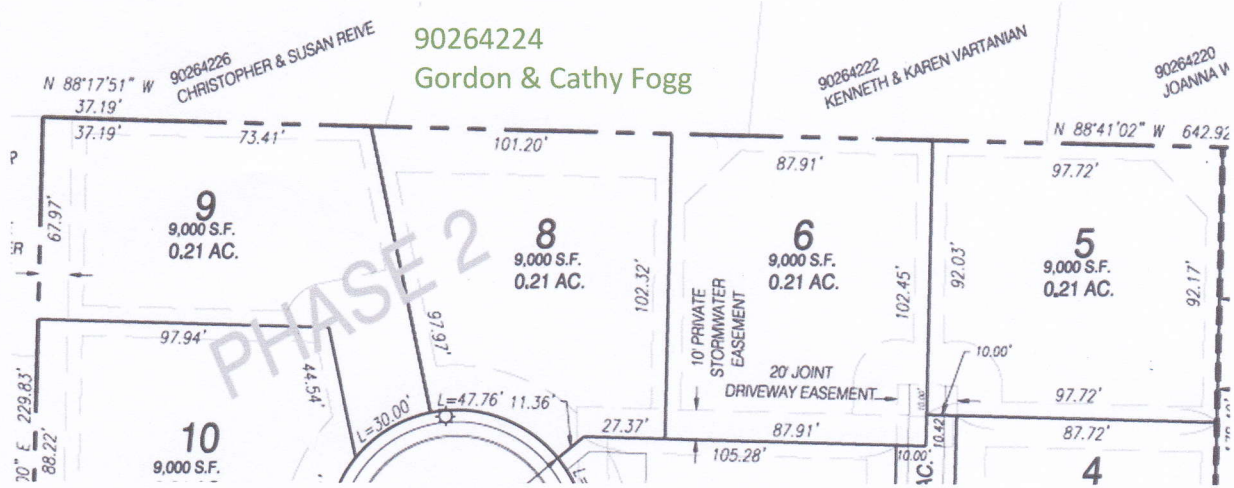 90264224
Gordon & Cathy Fogg
90264226
CHRISTOPHER & SUSAN REIVE
90264222
KENNETH & KAREN VARTANIAN
90264220
JOANNA W
N 88°17'51" W
37.19'
37.19'
73.41'
101.20'
87.91'
N 88°41'02" W 642.92
97.72'
67.97'
9
9,000 S.F.
0.21 AC.
8
9,000 S.F.
0.21 AC.
6
9,000 S.F.
0.21 AC.
5
9,000 S.F.
0.21 AC.
PHASE 2
102.32'
102.45'
92.03'
92.17'
10' PRIVATE
STORMWATER
EASEMENT
20' JOINT
DRIVEWAY EASEMENT
97.97'
97.94'
44.54'
L=30.00'
L=47.76'
11.36'
27.37'
87.91'
105.28'
10.00'
10.00'
10.00'
10.42
AC.
97.72'
87.72'
4
229.83'
00" E
88.22'
10
9,000 S.F.
L=